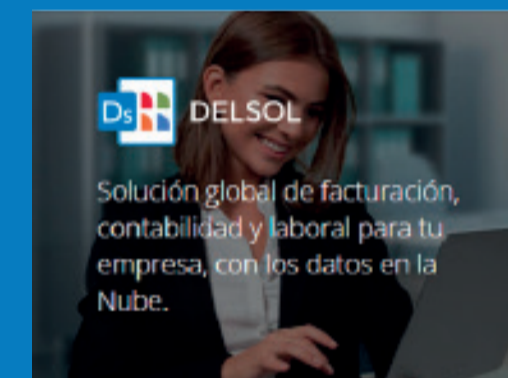 Ds DELSOL
Solución global de facturación,
contabilidad y laboral para tu
empresa, con los datos en la
Nube.